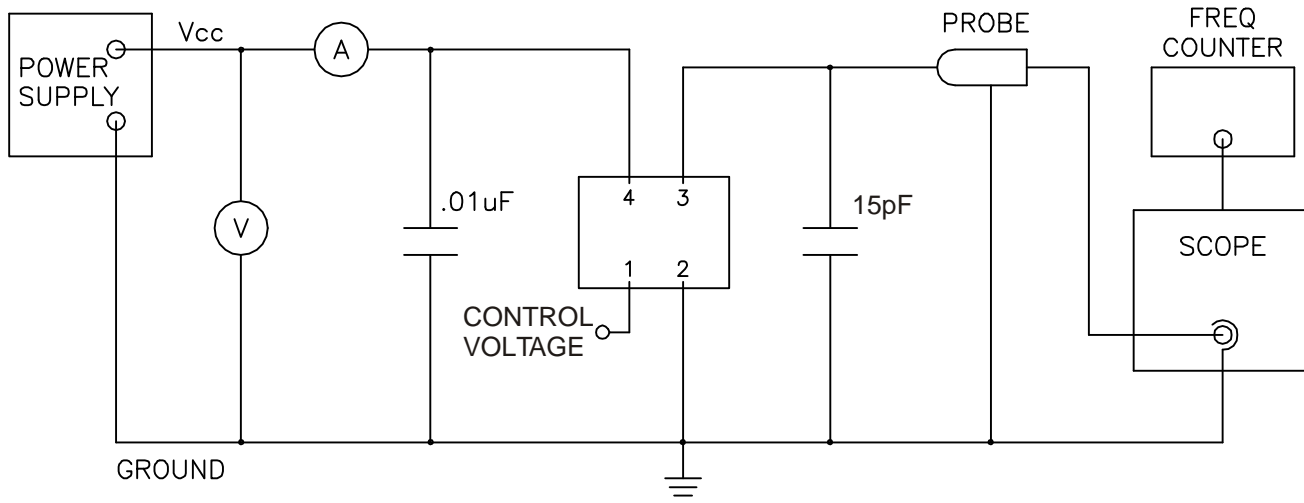 POWER
SUPPLY
Vcc
A
V
.01uF
4 3
1 2
CONTROL
VOLTAGE
15pF
PROBE
FREQ
COUNTER
SCOPE
GROUND